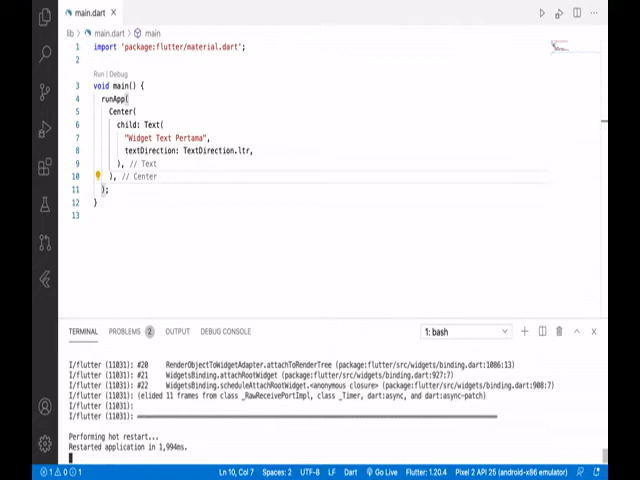 main.dart
lib > main.dart > main
1 import 'package:flutter/material.dart';
2
Run | Debug
3 void main() {
4 runApp(
5 Center(
6 child: Text(
7 "Widget Text Pertama",
8 textDirection: TextDirection.ltr,
9 ), // Text
10 ), // Center
11 );
12 }
13
TERMINAL PROBLEMS 2 OUTPUT DEBUG CONSOLE 1: bash
I/flutter (11031): #20 RenderObjectToWidgetAdapter.attachToRenderTree (package:flutter/src/widgets/binding.dart:1086:13)
I/flutter (11031): #21 WidgetsBinding.attachRootWidget (package:flutter/src/widgets/binding.dart:927:7)
I/flutter (11031): #22 WidgetsBinding.scheduleAttachRootWidget.<anonymous closure> (package:flutter/src/widgets/binding.dart:908:7)
I/flutter (11031): (elided 11 frames from class _RawReceivePortImpl, class _Timer, dart:async, and dart:async-patch)
I/flutter (11031):
I/flutter (11031):
Performing hot restart...
Restarted application in 1,994ms.
1 0 1 Ln 10, Col 7 Spaces: 2 UTF-8 LF Dart Go Live Flutter: 1.20.4 Pixel 2 API 25 (android-x86 emulator)